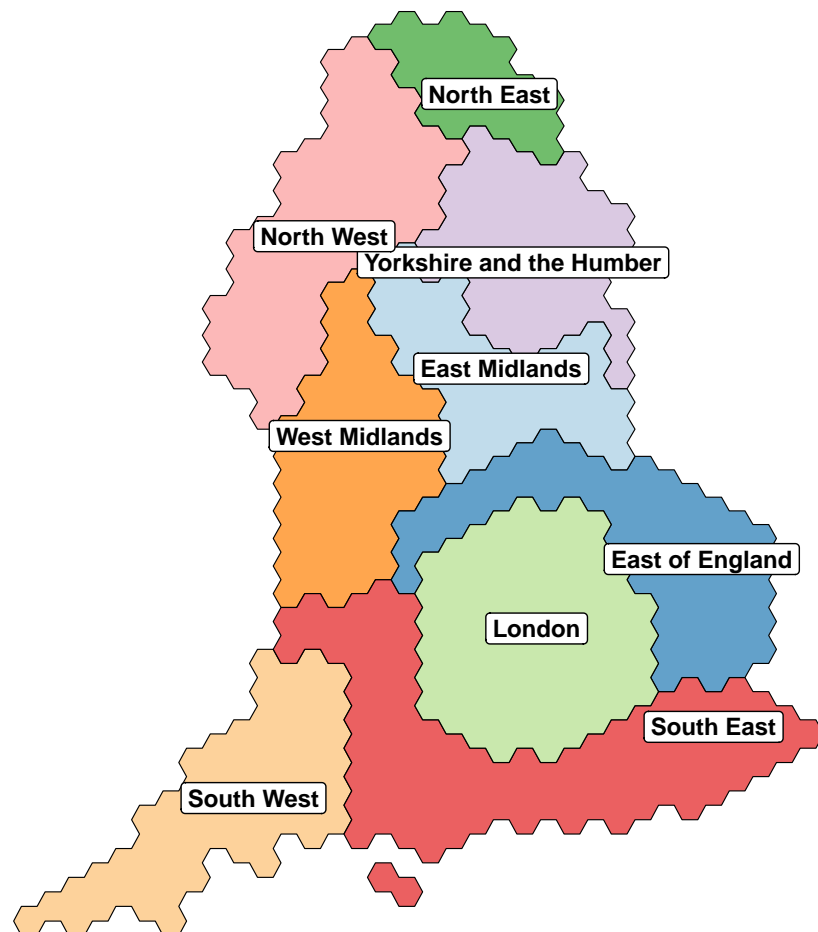 North East
North West
Yorkshire and the Humber
East Midlands
West Midlands
East of England
London
South East
South West